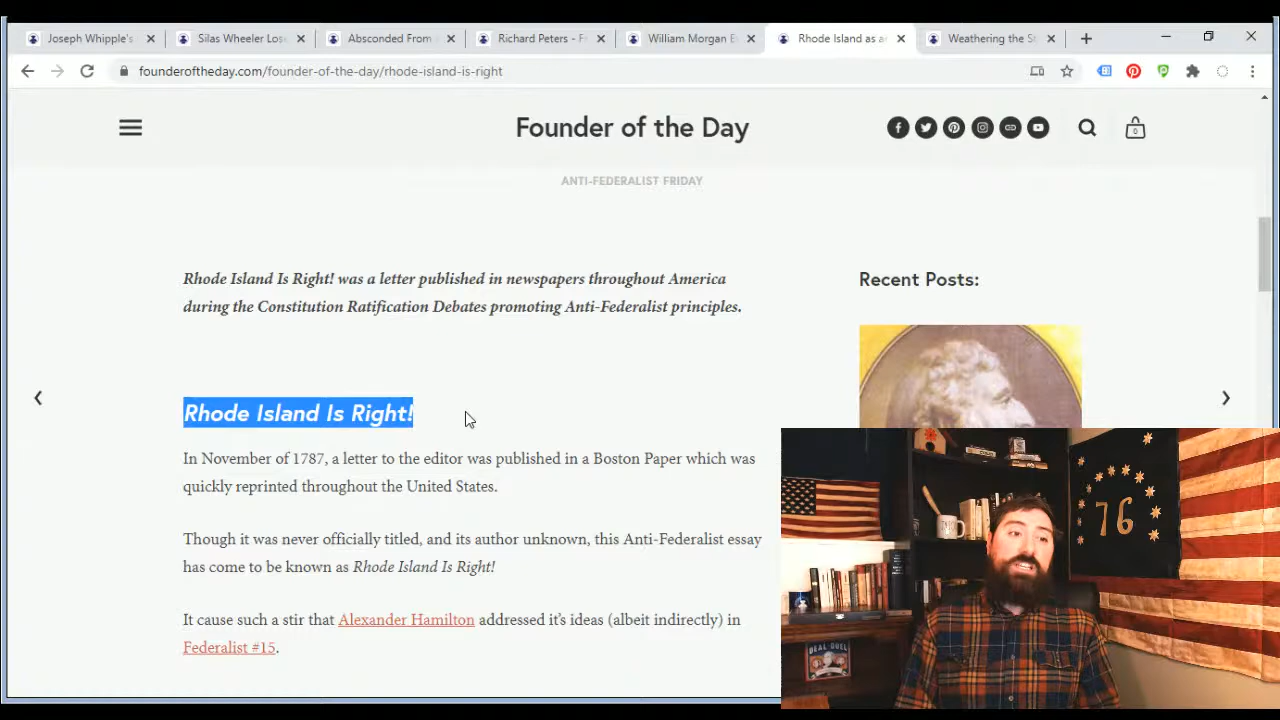 Joseph Whipple's
Silas Wheeler Los
Absconded From
Richard Peters - F
William Morgan E
Rhode Island as a
Weathering the S
founderoftheday.com/founder-of-the-day/rhode-island-is-right
Founder of the Day
0
ANTI-FEDERALIST FRIDAY
Rhode Island Is Right! was a letter published in newspapers throughout America
during the Constitution Ratification Debates promoting Anti-Federalist principles.
Recent Posts:
Rhode Island Is Right!
In November of 1787, a letter to the editor was published in a Boston Paper which was
quickly reprinted throughout the United States.
Though it was never officially titled, and its author unknown, this Anti-Federalist essay
has come to be known as Rhode Island Is Right!
It cause such a stir that Alexander Hamilton addressed it's ideas (albeit indirectly) in
Federalist #15.
76